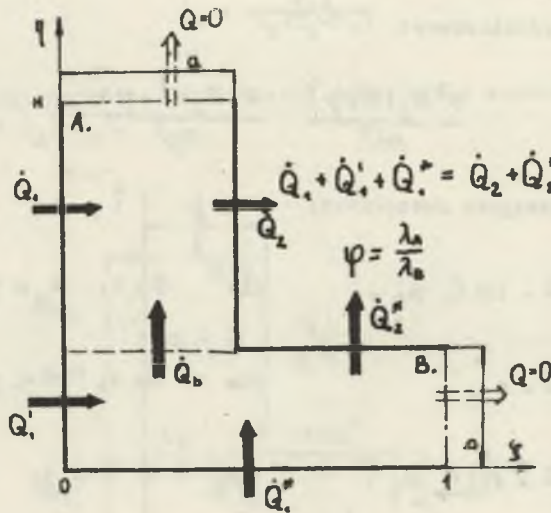 η
Q=0
a
H
A.
Q̇₁
Q̇₁ + Q̇₁' + Q̇₁* = Q̇₂ + Q̇₂
Q̇₂
φ = λA/λB
Q̇₂*
B.
Q̇b
Q=0
Q̇₁'
a
0
Q̇₁*
1
ξ